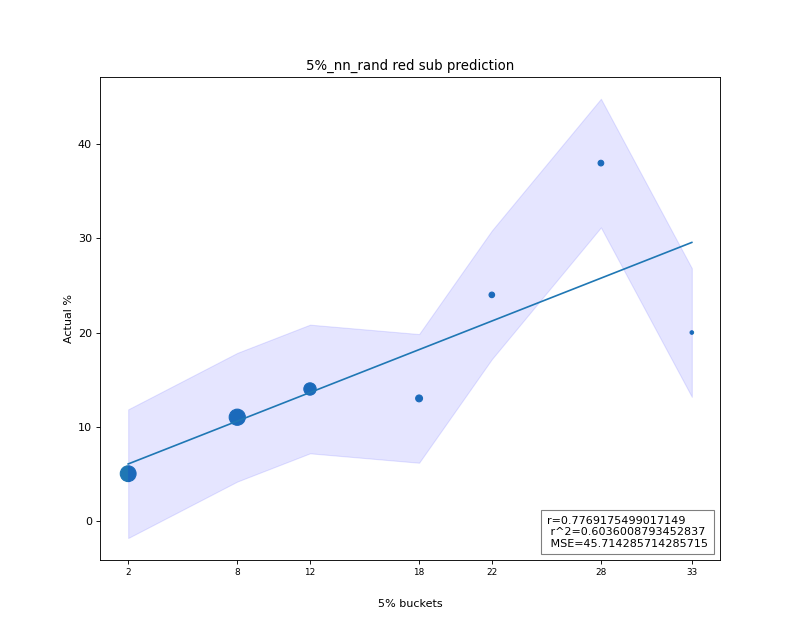 5%_nn_rand red sub prediction
Actual %
40
30
20
10
0
r=0.7769175499017149
r^2=0.6036008793452837
MSE=45.714285714285715
2 8 12 18 22 28 33
5% buckets